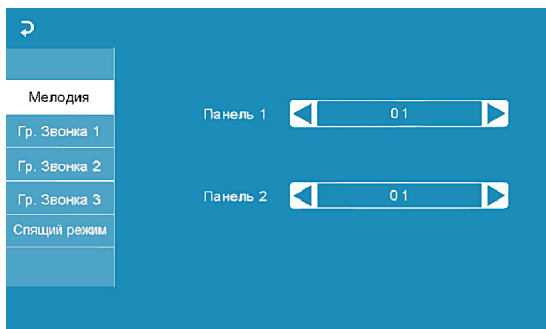 Мелодия
Гр. Звонка 1
Гр. Звонка 2
Гр. Звонка 3
Спящий режим
Панель 1 01
Панель 2 01